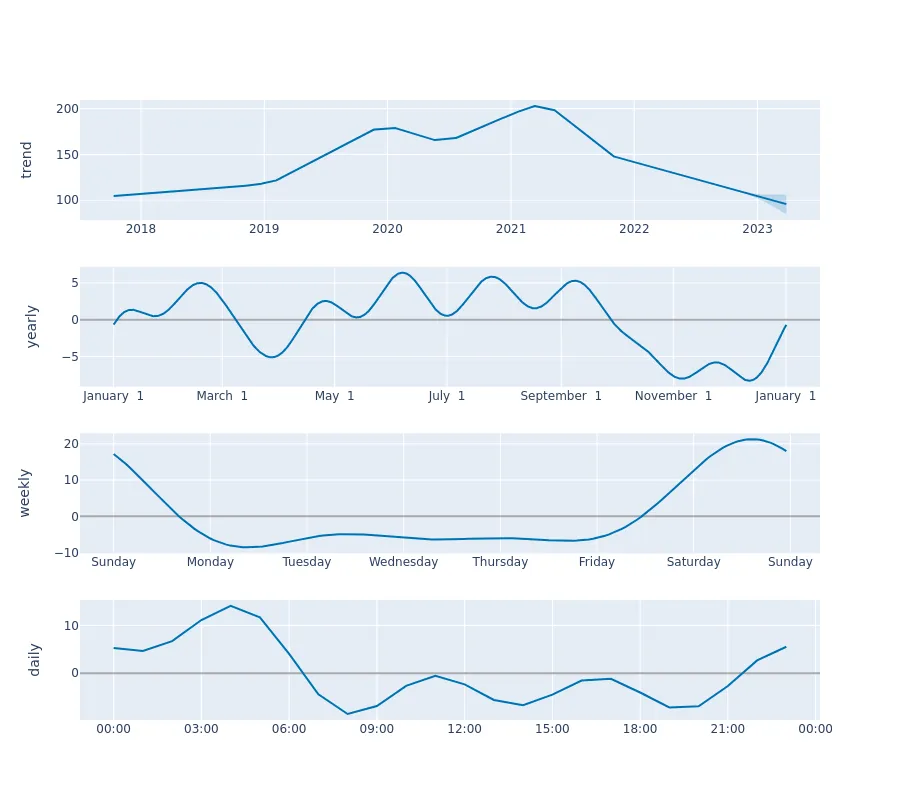 trend
200
150
100
2018 2019 2020 2021 2022 2023
yearly
5
0
−5
January 1 March 1 May 1 July 1 September 1 November 1 January 1
weekly
20
10
0
−10
Sunday Monday Tuesday Wednesday Thursday Friday Saturday Sunday
daily
10
0
00:00 03:00 06:00 09:00 12:00 15:00 18:00 21:00 00:00